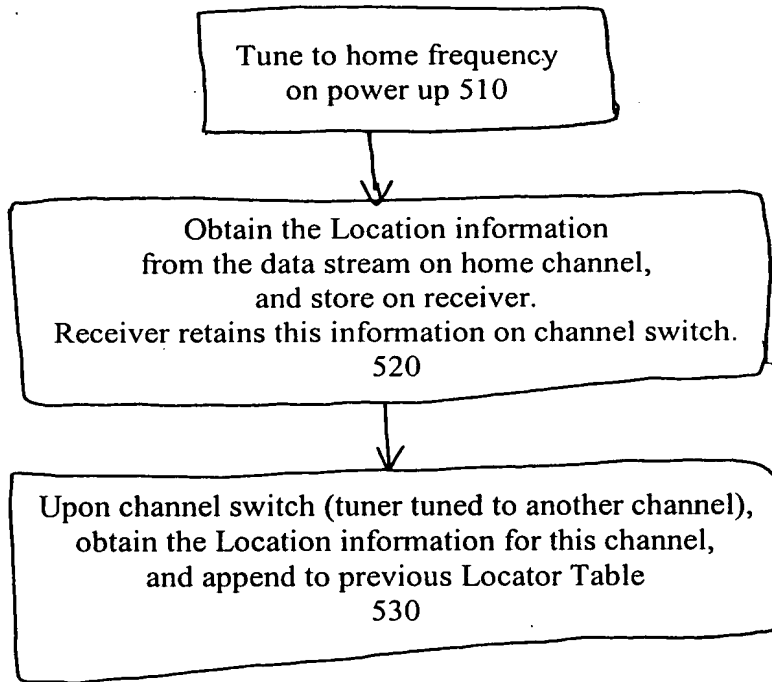 Tune to home frequency
on power up 510
Obtain the Location information
from the data stream on home channel,
and store on receiver.
Receiver retains this information on channel switch.
520
Upon channel switch (tuner tuned to another channel),
obtain the Location information for this channel,
and append to previous Locator Table
530